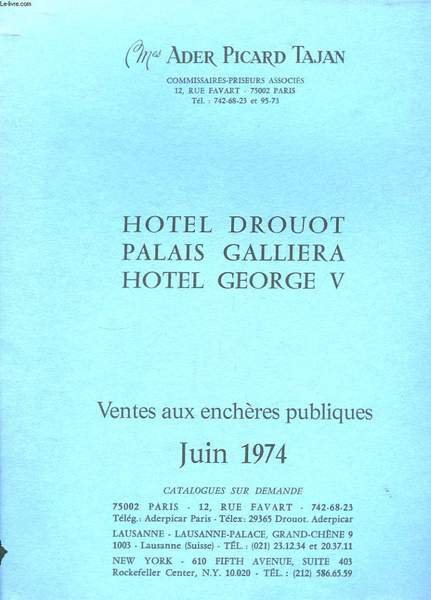 © Le-livre.com
Mes ADER PICARD TAJAN
COMMISSAIRES-PRISEURS ASSOCIÉS
12, RUE FAVART - 75002 PARIS
Tél. : 742-68-23 et 95-73
HOTEL DROUOT
PALAIS GALLIERA
HOTEL GEORGE V
Ventes aux enchères publiques
Juin 1974
CATALOGUES SUR DEMANDE
75002 PARIS - 12, RUE FAVART - 742-68-23
Télég.: Aderpicar Paris - Télex: 29365 Drouot. Aderpicar
LAUSANNE - LAUSANNE-PALACE, GRAND-CHÊNE 9
1003 - Lausanne (Suisse) - TÉL. : (021) 23.12.34 et 20.37.11
NEW YORK - 610 FIFTH AVENUE, SUITE 403
Rockefeller Center, N.Y. 10.020 - TÉL. : (212) 586.65.59